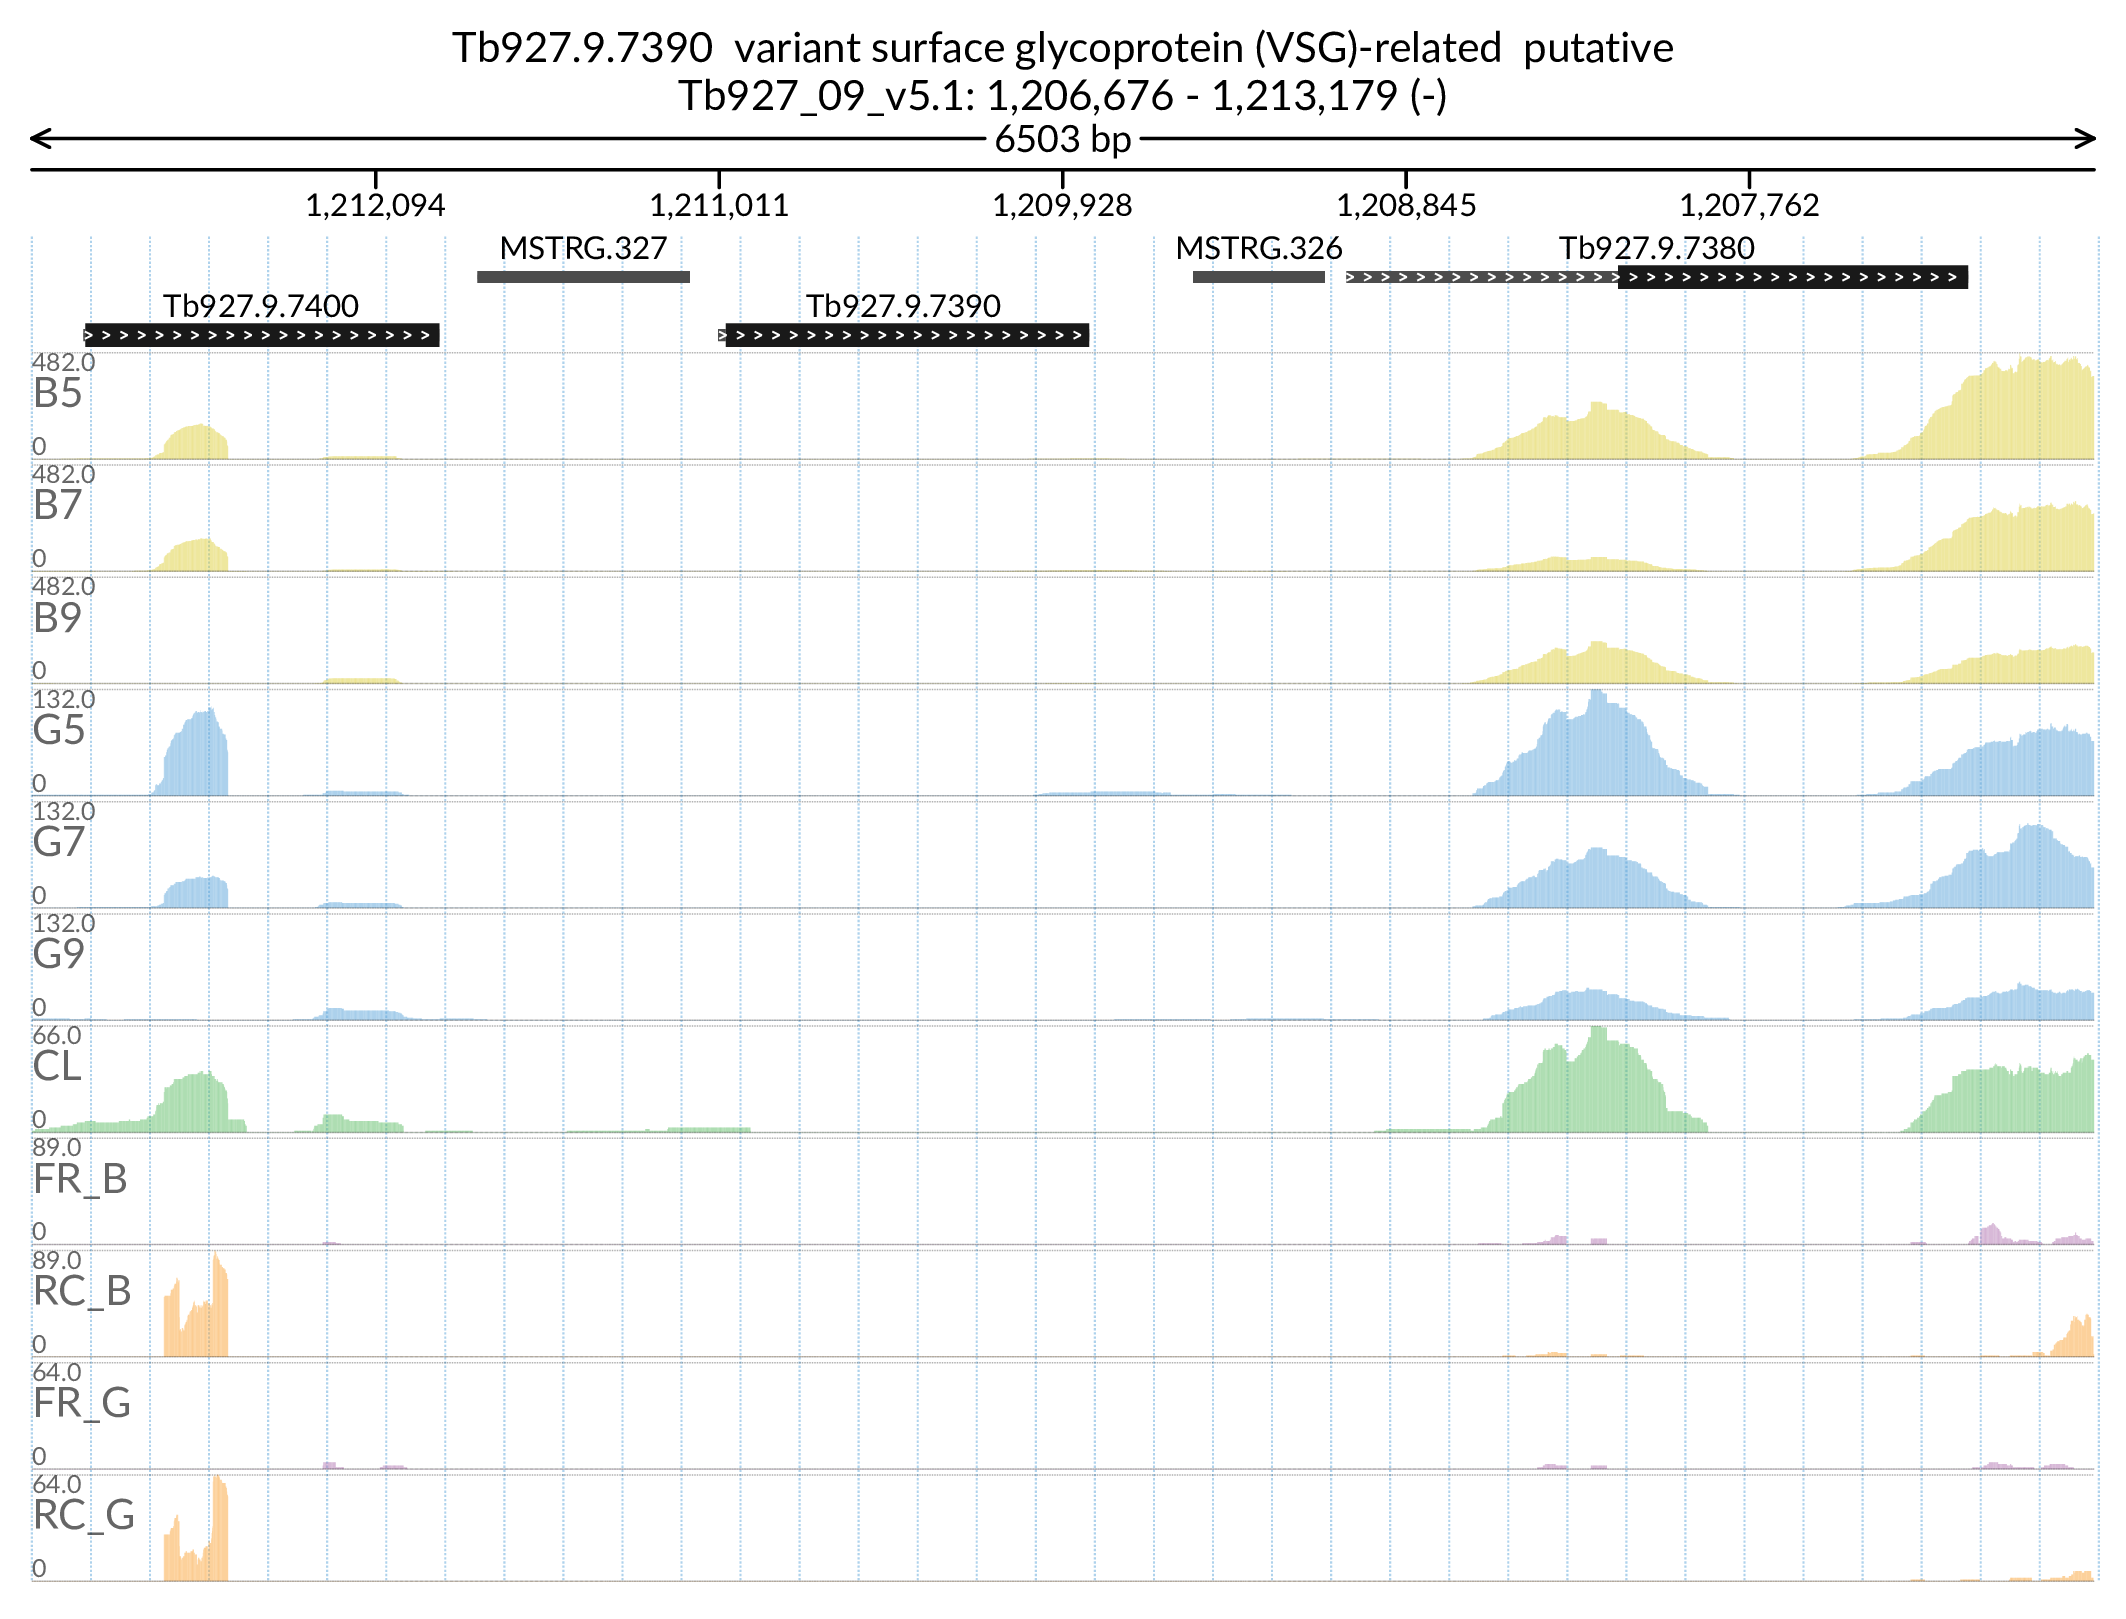 Tb927.9.7390  variant surface glycoprotein (VSG)-related  putative
Tb927_09_v5.1: 1,206,676 - 1,213,179 (-)
6503 bp
1,212,094 1,211,011 1,209,928 1,208,845 1,207,762
MSTRG.327 MSTRG.326 Tb927.9.7380
Tb927.9.7400 Tb927.9.7390
482.0
B5
0
482.0
B7
0
482.0
B9
0
132.0
G5
0
132.0
G7
0
132.0
G9
0
66.0
CL
0
89.0
FR_B
0
89.0
RC_B
0
64.0
FR_G
0
64.0
RC_G
0